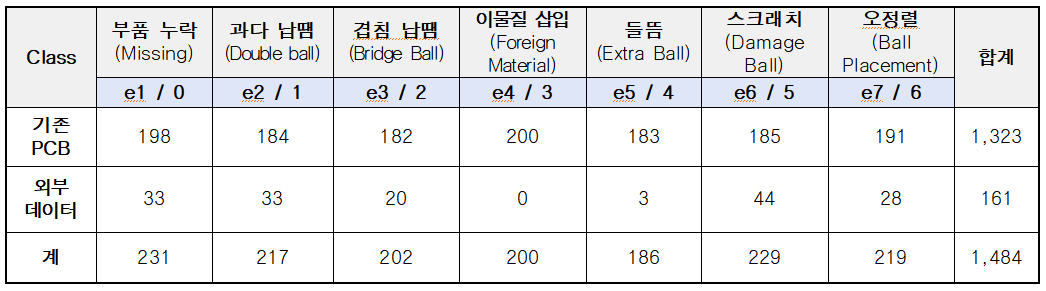 Class
부품 누락
(Missing)
과다 납땜
(Double ball)
겹침 납땜
(Bridge Ball)
이물질 삽입
(Foreign
Material)
들뜸
(Extra Ball)
스크래치
(Damage
Ball)
오정렬
(Ball
Placement)
합계
e1 / 0
e2 / 1
e3 / 2
e4 / 3
e5 / 4
e6 / 5
e7 / 6
기존
PCB
198
184
182
200
183
185
191
1,323
외부
데이터
33
33
20
0
3
44
28
161
계
231
217
202
200
186
229
219
1,484